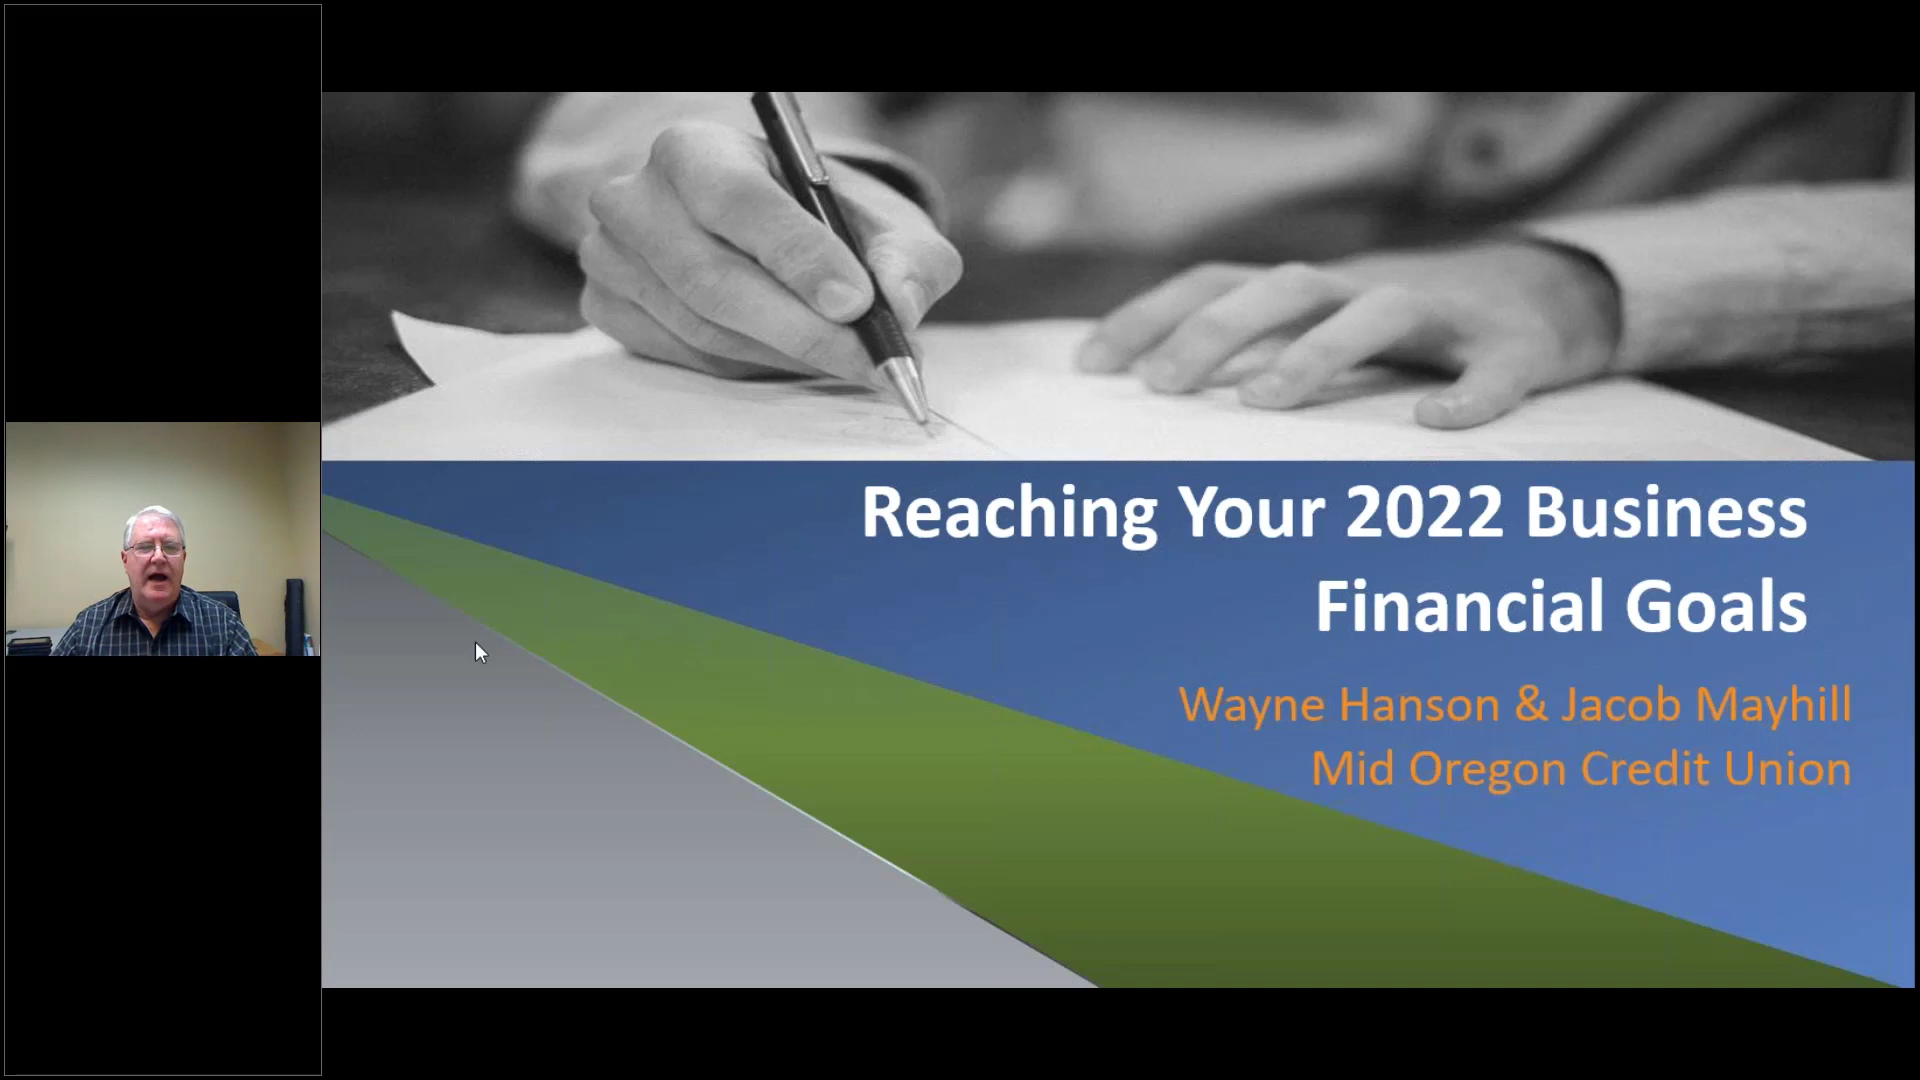 Reaching Your 2022 Business
Financial Goals
Wayne Hanson & Jacob Mayhill
Mid Oregon Credit Union